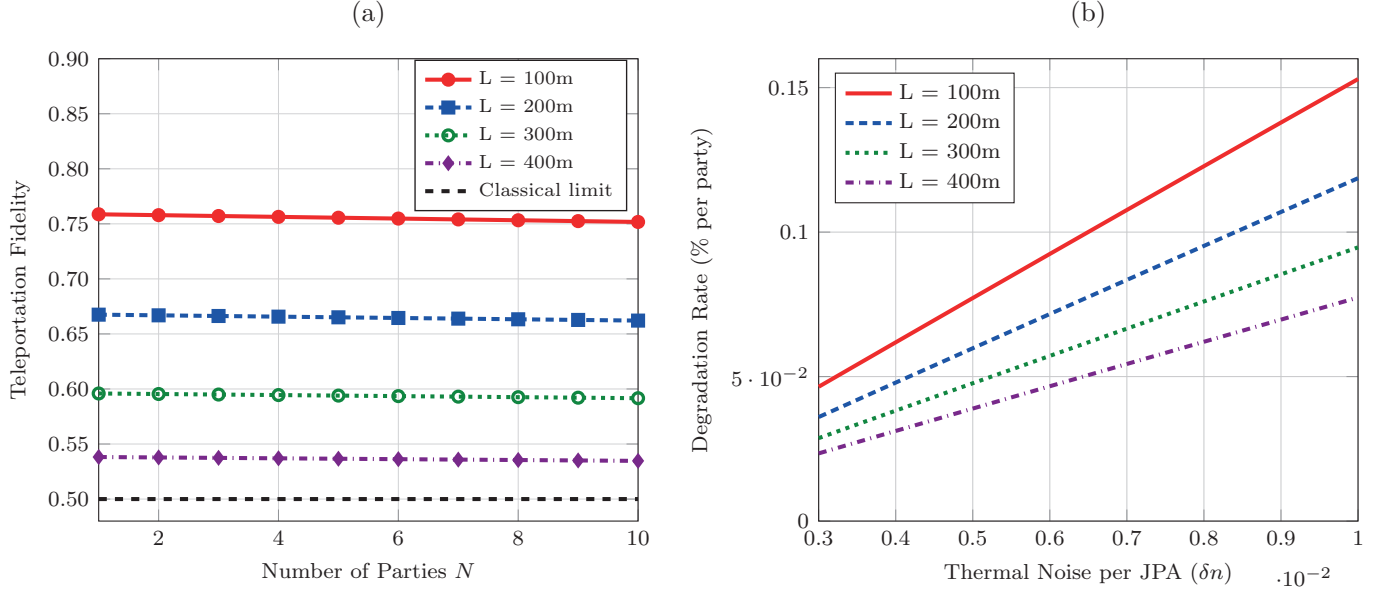 (a)
0.90
0.85
0.80
0.75
0.70
0.65
0.60
0.55
0.50
Teleportation Fidelity
L = 100m
L = 200m
L = 300m
L = 400m
Classical limit
2 4 6 8 10
Number of Parties N
(b)
0.15
0.1
5 · 10⁻²
0
Degradation Rate (% per party)
L = 100m
L = 200m
L = 300m
L = 400m
0.3 0.4 0.5 0.6 0.7 0.8 0.9 1
·10⁻²
Thermal Noise per JPA (δn)